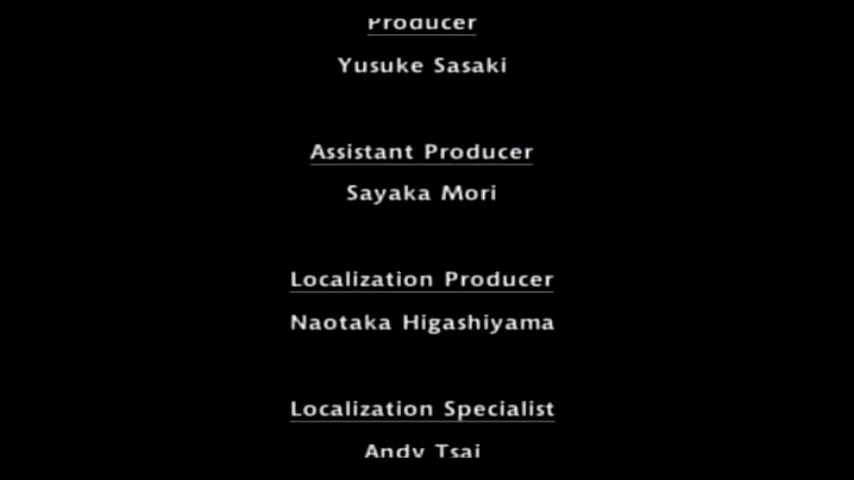 Producer
Yusuke Sasaki
Assistant Producer
Sayaka Mori
Localization Producer
Naotaka Higashiyama
Localization Specialist
Andy Tsai